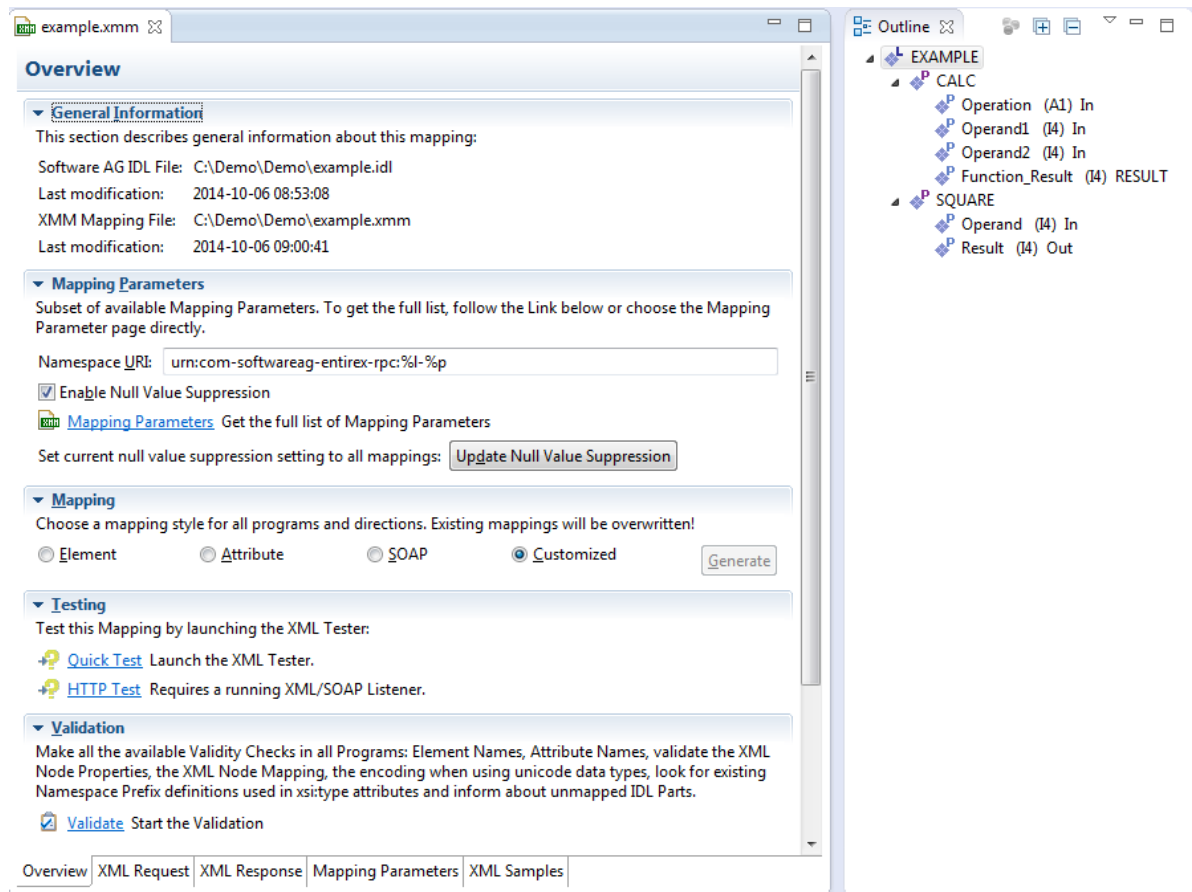 example.xmm
Overview
General Information
This section describes general information about this mapping:
Software AG IDL File: C:\Demo\Demo\example.idl
Last modification: 2014-10-06 08:53:08
XMM Mapping File: C:\Demo\Demo\example.xmm
Last modification: 2014-10-06 09:00:41
Mapping Parameters
Subset of available Mapping Parameters. To get the full list, follow the Link below or choose the Mapping
Parameter page directly.
Namespace URI: urn:com-softwareag-entirex-rpc:%l-%p
Enable Null Value Suppression
Mapping Parameters Get the full list of Mapping Parameters
Set current null value suppression setting to all mappings: Update Null Value Suppression
Mapping
Choose a mapping style for all programs and directions. Existing mappings will be overwritten!
Element Attribute SOAP Customized Generate
Testing
Test this Mapping by launching the XML Tester:
Quick Test Launch the XML Tester.
HTTP Test Requires a running XML/SOAP Listener.
Validation
Make all the available Validity Checks in all Programs: Element Names, Attribute Names, validate the XML
Node Properties, the XML Node Mapping, the encoding when using unicode data types, look for existing
Namespace Prefix definitions used in xsi:type attributes and inform about unmapped IDL Parts.
Validate Start the Validation
Overview XML Request XML Response Mapping Parameters XML Samples
Outline
L EXAMPLE
P CALC
P Operation (A1) In
P Operand1 (I4) In
P Operand2 (I4) In
P Function_Result (I4) RESULT
P SQUARE
P Operand (I4) In
P Result (I4) Out